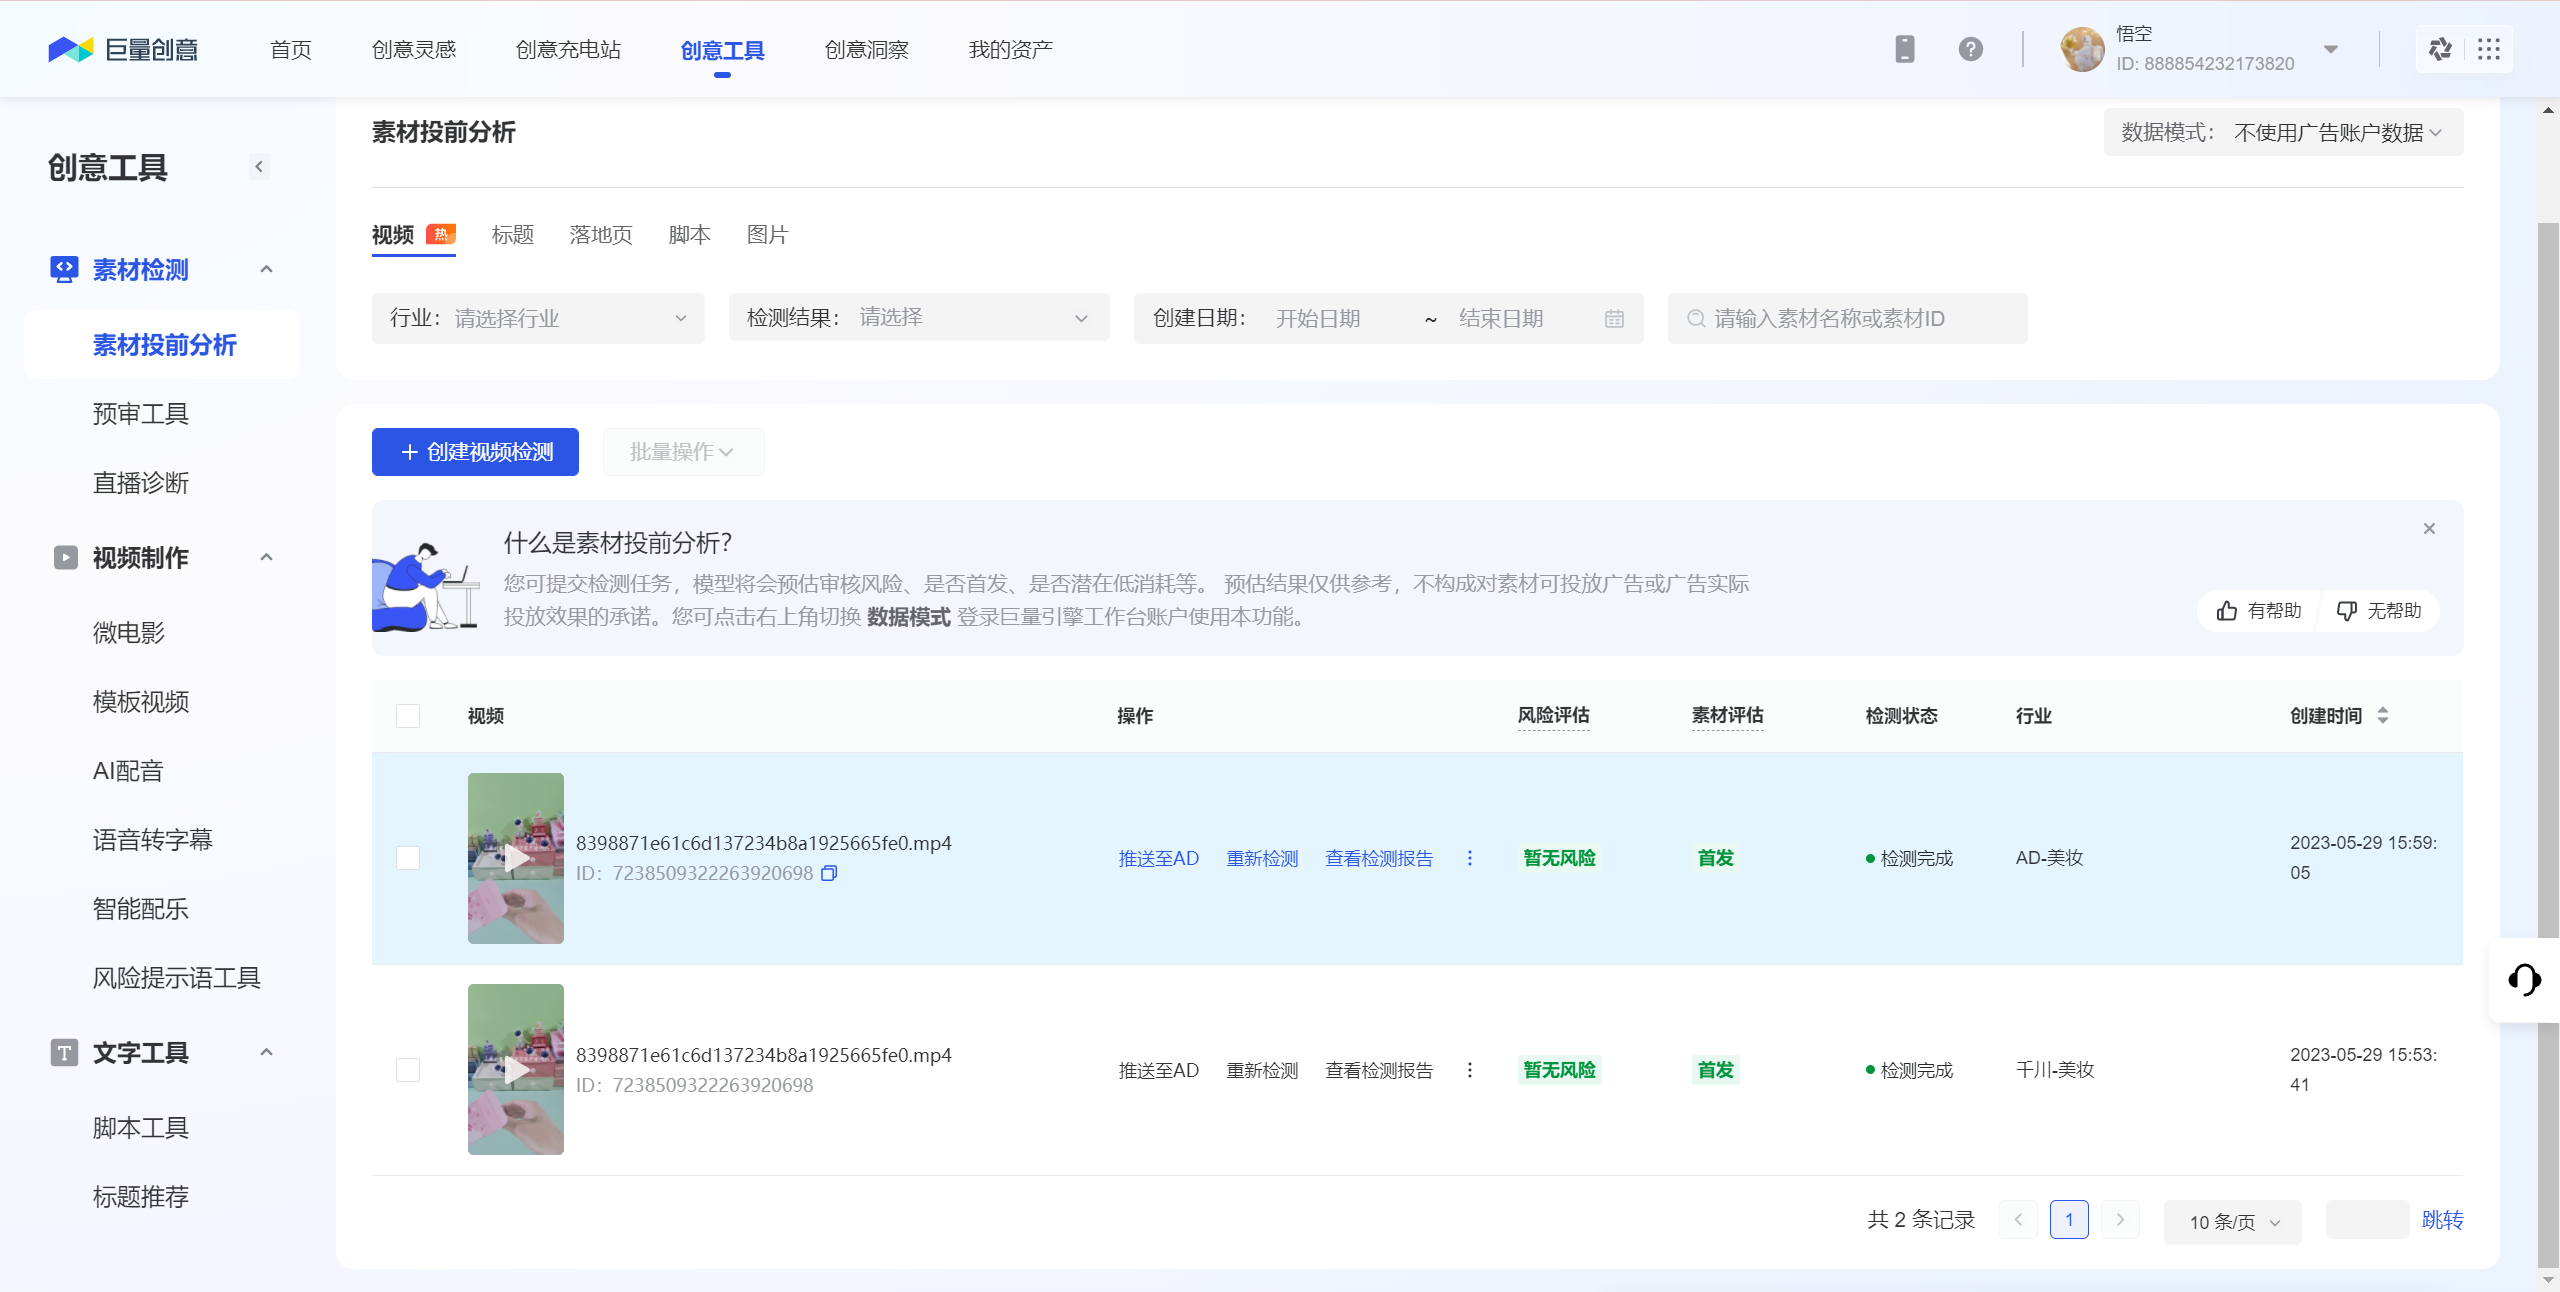 巨量创意
首页
创意灵感
创意充电站
创意工具
创意洞察
我的资产
悟空
ID: 888854232173820
创意工具
素材检测
素材投前分析
预审工具
直播诊断
视频制作
微电影
模板视频
AI配音
语音转字幕
智能配乐
风险提示语工具
文字工具
脚本工具
标题推荐
素材投前分析
数据模式： 不使用广告账户数据
视频 热
标题
落地页
脚本
图片
行业： 请选择行业
检测结果： 请选择
创建日期： 开始日期 ~ 结束日期
请输入素材名称或素材ID
创建视频检测
批量操作
什么是素材投前分析？
您可提交检测任务，模型将会预估审核风险、是否首发、是否潜在低消耗等。 预估结果仅供参考，不构成对素材可投放广告或广告实际
投放效果的承诺。您可点击右上角切换 数据模式 登录巨量引擎工作台账户使用本功能。
有帮助
无帮助
视频 操作 风险评估 素材评估 检测状态 行业 创建时间
8398871e61c6d137234b8a1925665fe0.mp4
ID：7238509322263920698
推送至AD 重新检测 查看检测报告 暂无风险 首发 检测完成 AD-美妆
2023-05-29 15:59:
05
8398871e61c6d137234b8a1925665fe0.mp4
ID：7238509322263920698
推送至AD 重新检测 查看检测报告 暂无风险 首发 检测完成 千川-美妆
2023-05-29 15:53:
41
共 2 条记录 1 10 条/页 跳转